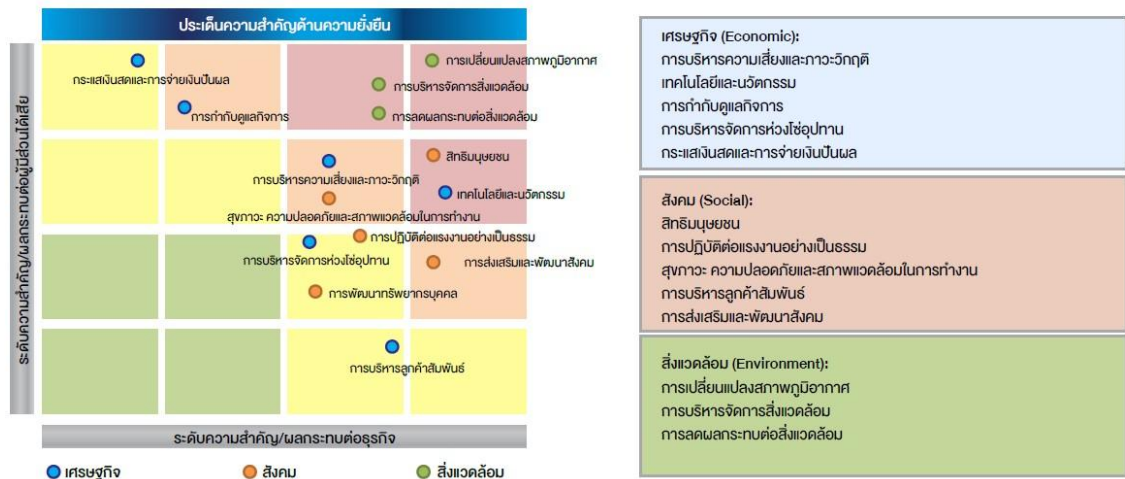 ประเด็นความสำคัญด้านความยั่งยืน
ระดับความสำคัญ/ผลกระทบต่อผู้มีส่วนได้เสีย
การเปลี่ยนแปลงสภาพภูมิอากาศ
กระแสเงินสดและการจ่ายเงินปันผล
การบริหารจัดการสิ่งแวดล้อม
การกำกับดูแลกิจการ
การลดผลกระทบต่อสิ่งแวดล้อม
สิทธิมนุษยชน
การบริหารความเสี่ยงและภาวะวิกฤติ
เทคโนโลยีและนวัตกรรม
สุขภาวะ ความปลอดภัยและสภาพแวดล้อมในการทำงาน
การปฏิบัติต่อแรงงานอย่างเป็นธรรม
การบริหารจัดการห่วงโซ่อุปทาน
การส่งเสริมและพัฒนาสังคม
การพัฒนาทรัพยากรบุคคล
การบริหารลูกค้าสัมพันธ์
ระดับความสำคัญ/ผลกระทบต่อธุรกิจ
เศรษฐกิจ
สังคม
สิ่งแวดล้อม
เศรษฐกิจ (Economic):
การบริหารความเสี่ยงและภาวะวิกฤติ
เทคโนโลยีและนวัตกรรม
การกำกับดูแลกิจการ
การบริหารจัดการห่วงโซ่อุปทาน
กระแสเงินสดและการจ่ายเงินปันผล
สังคม (Social):
สิทธิมนุษยชน
การปฏิบัติต่อแรงงานอย่างเป็นธรรม
สุขภาวะ ความปลอดภัยและสภาพแวดล้อมในการทำงาน
การบริหารลูกค้าสัมพันธ์
การส่งเสริมและพัฒนาสังคม
สิ่งแวดล้อม (Environment):
การเปลี่ยนแปลงสภาพภูมิอากาศ
การบริหารจัดการสิ่งแวดล้อม
การลดผลกระทบต่อสิ่งแวดล้อม